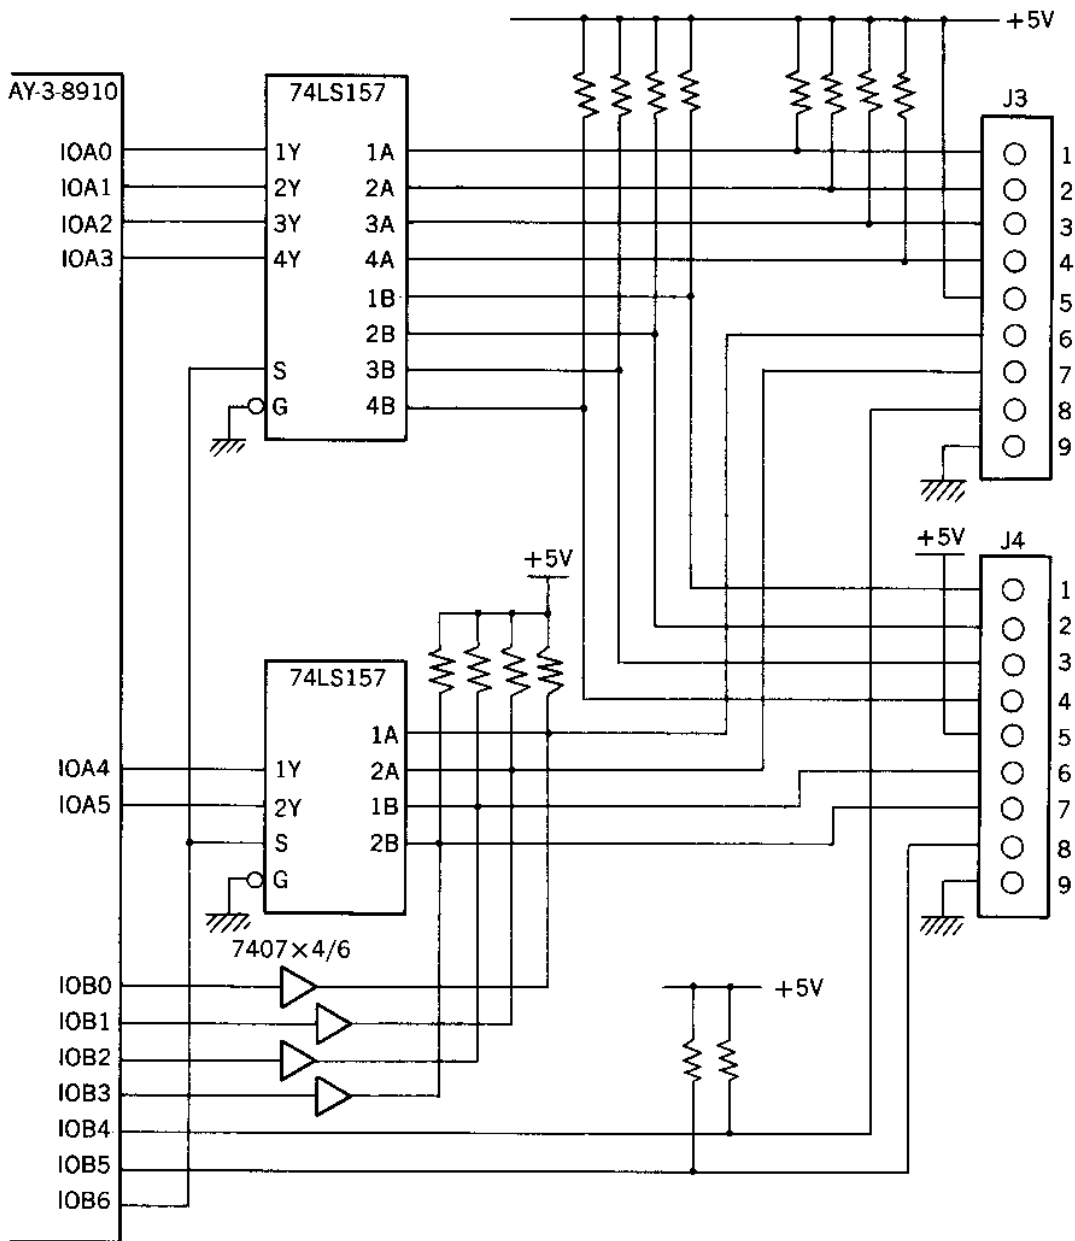 +5V
AY-3-8910
74LS157
J3
IOA0
1Y
1A
1
IOA1
2Y
2A
2
IOA2
3Y
3A
3
IOA3
4Y
4A
4
1B
5
2B
6
S
3B
7
G
4B
8
9
+5V
J4
+5V
1
2
3
74LS157
4
1A
5
IOA4
1Y
2A
6
IOA5
2Y
1B
7
S
2B
8
G
9
7407×4/6
IOB0
+5V
IOB1
IOB2
IOB3
IOB4
IOB5
IOB6